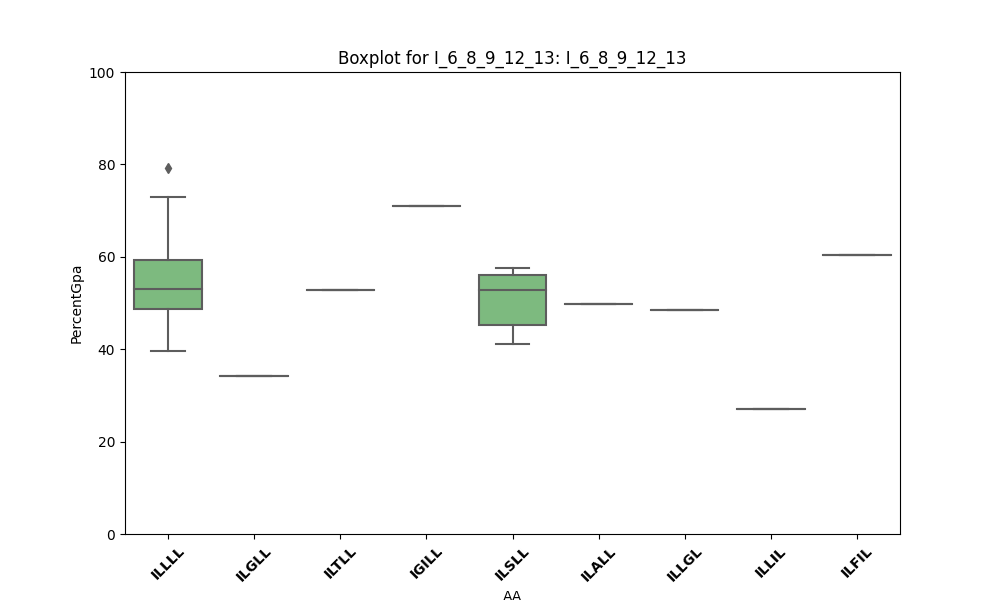 Boxplot for I_6_8_9_12_13: I_6_8_9_12_13
100
80
60
40
20
0
PercentGpa
ILLLL
ILGLL
ILTLL
IGILL
ILSLL
ILALL
ILLGL
ILLIL
ILFIL
AA